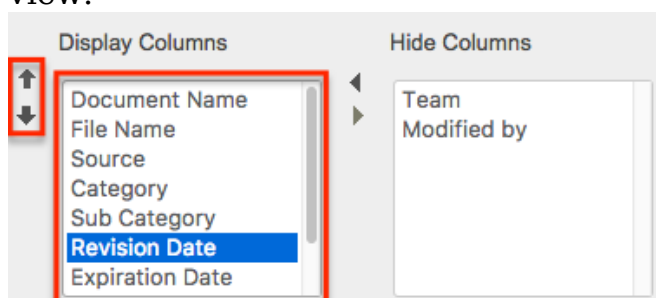 view.
Display Columns
Hide Columns
Document Name
File Name
Source
Category
Sub Category
Revision Date
Expiration Date
Team
Modified by